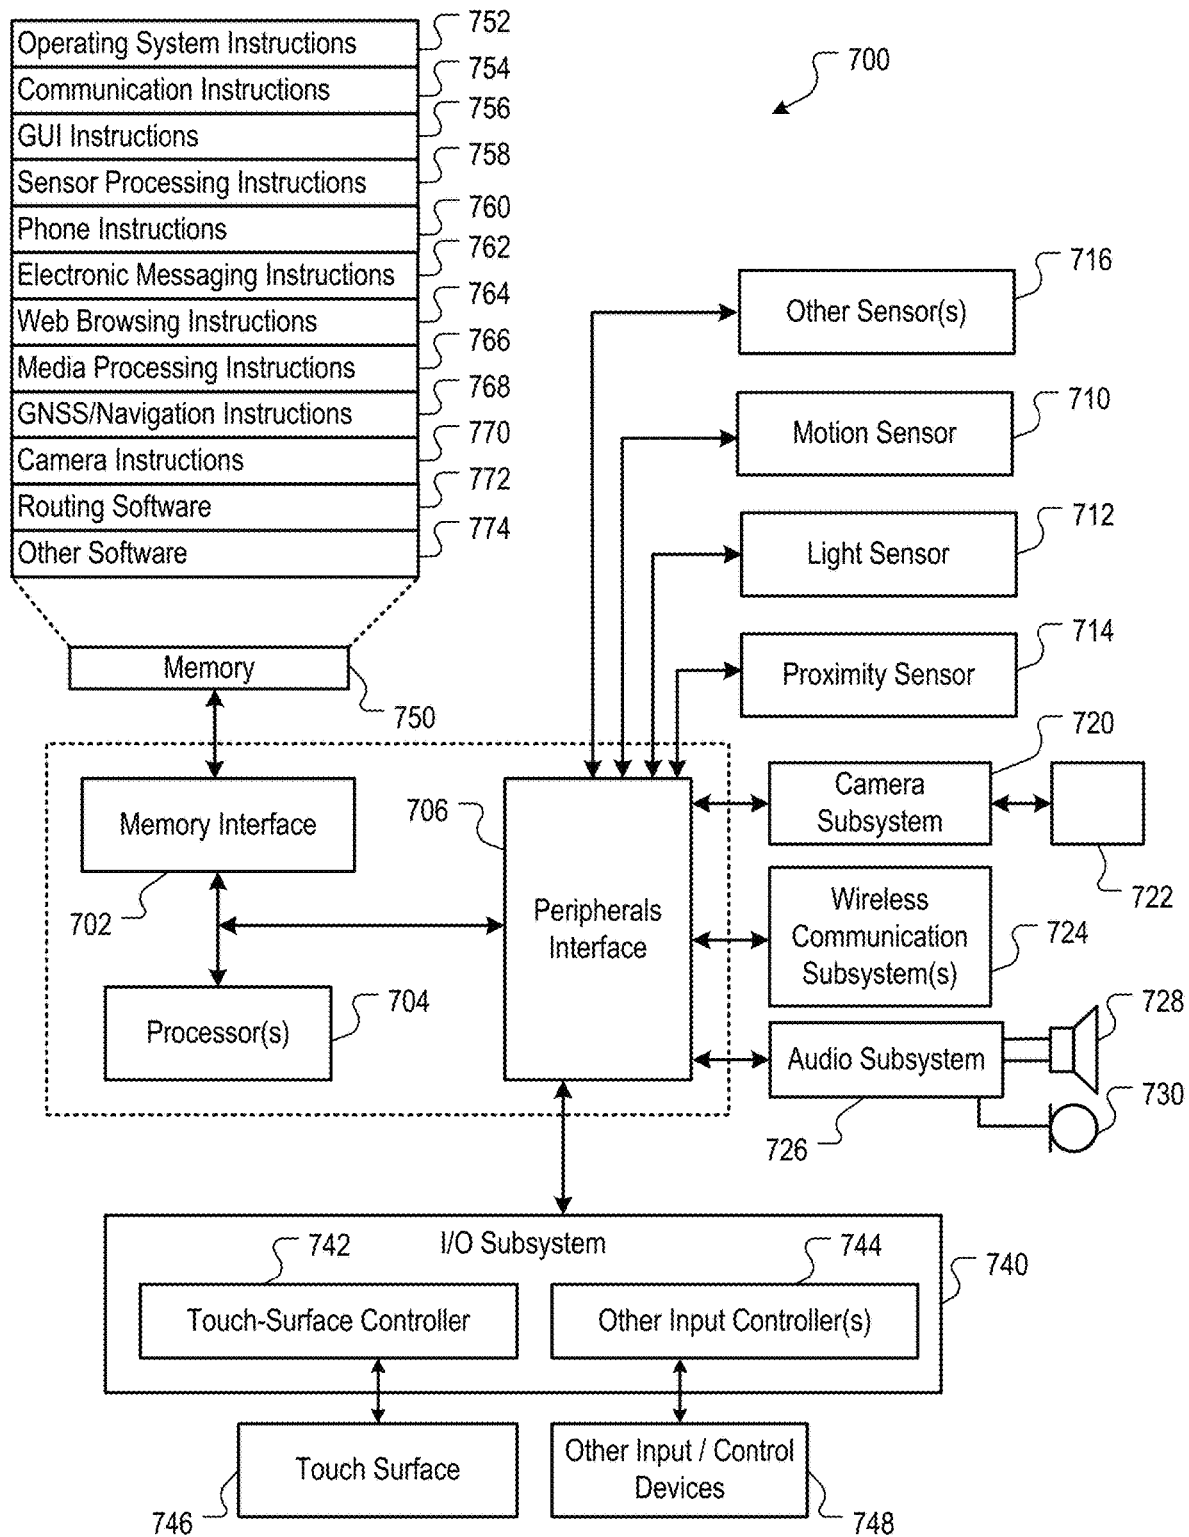 752
Operating System Instructions
754
Communication Instructions
756
GUI Instructions
758
Sensor Processing Instructions
760
Phone Instructions
762
Electronic Messaging Instructions
764
Web Browsing Instructions
766
Media Processing Instructions
768
GNSS/Navigation Instructions
770
Camera Instructions
772
Routing Software
774
Other Software
700
Memory
750
716
Other Sensor(s)
710
Motion Sensor
712
Light Sensor
714
Proximity Sensor
720
Camera
Subsystem
722
Memory Interface
702
706
Peripherals
Interface
Wireless
Communication
Subsystem(s)
724
704
Processor(s)
Audio Subsystem
728
730
726
I/O Subsystem
742
744
740
Touch-Surface Controller
Other Input Controller(s)
Touch Surface
746
Other Input / Control
Devices
748